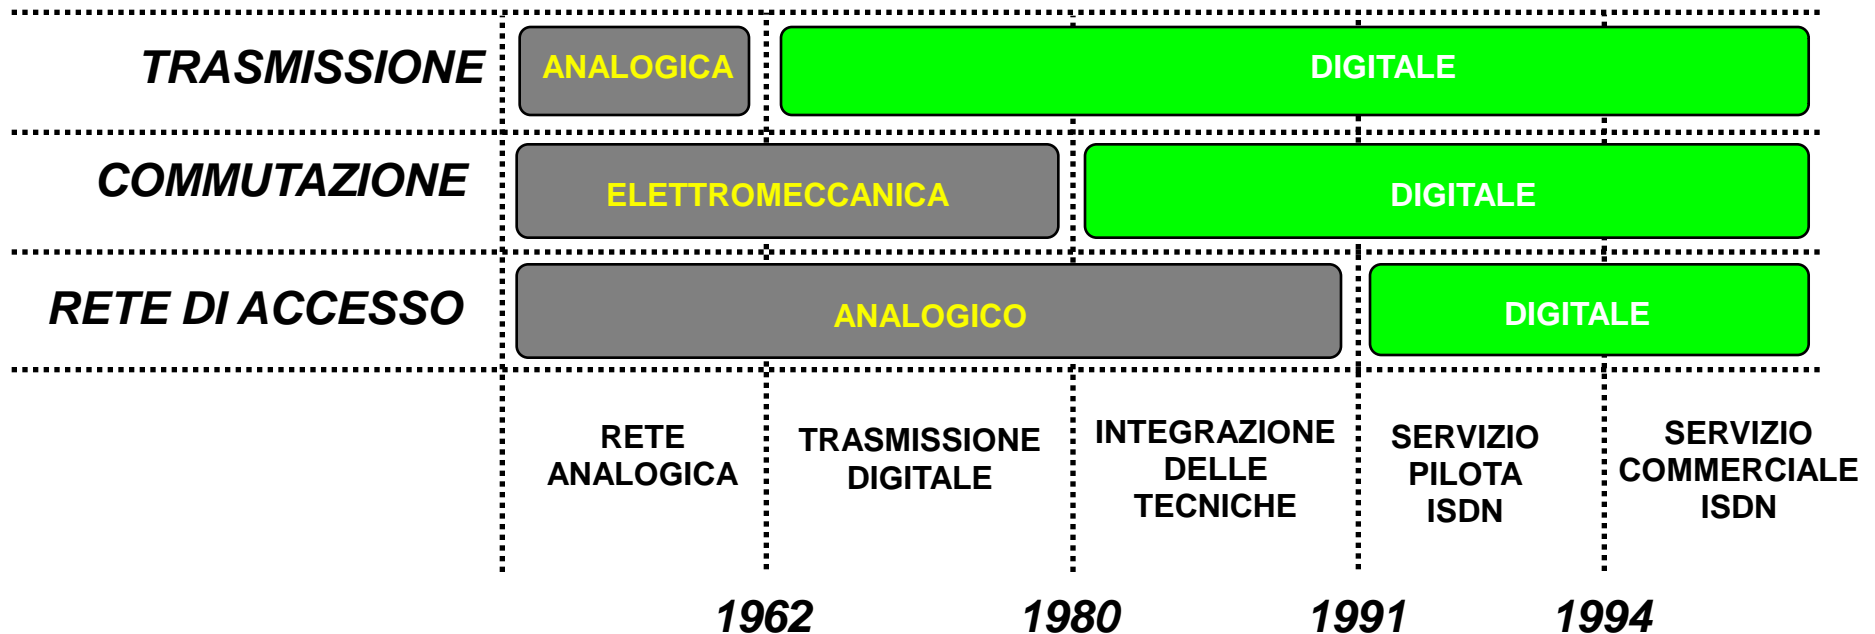 TRASMISSIONE
ANALOGICA
DIGITALE
COMMUTAZIONE
ELETTROMECCANICA
DIGITALE
RETE DI ACCESSO
ANALOGICO
DIGITALE
RETE
ANALOGICA
TRASMISSIONE
DIGITALE
INTEGRAZIONE
DELLE
TECNICHE
SERVIZIO
PILOTA
ISDN
SERVIZIO
COMMERCIALE
ISDN
1962
1980
1991
1994